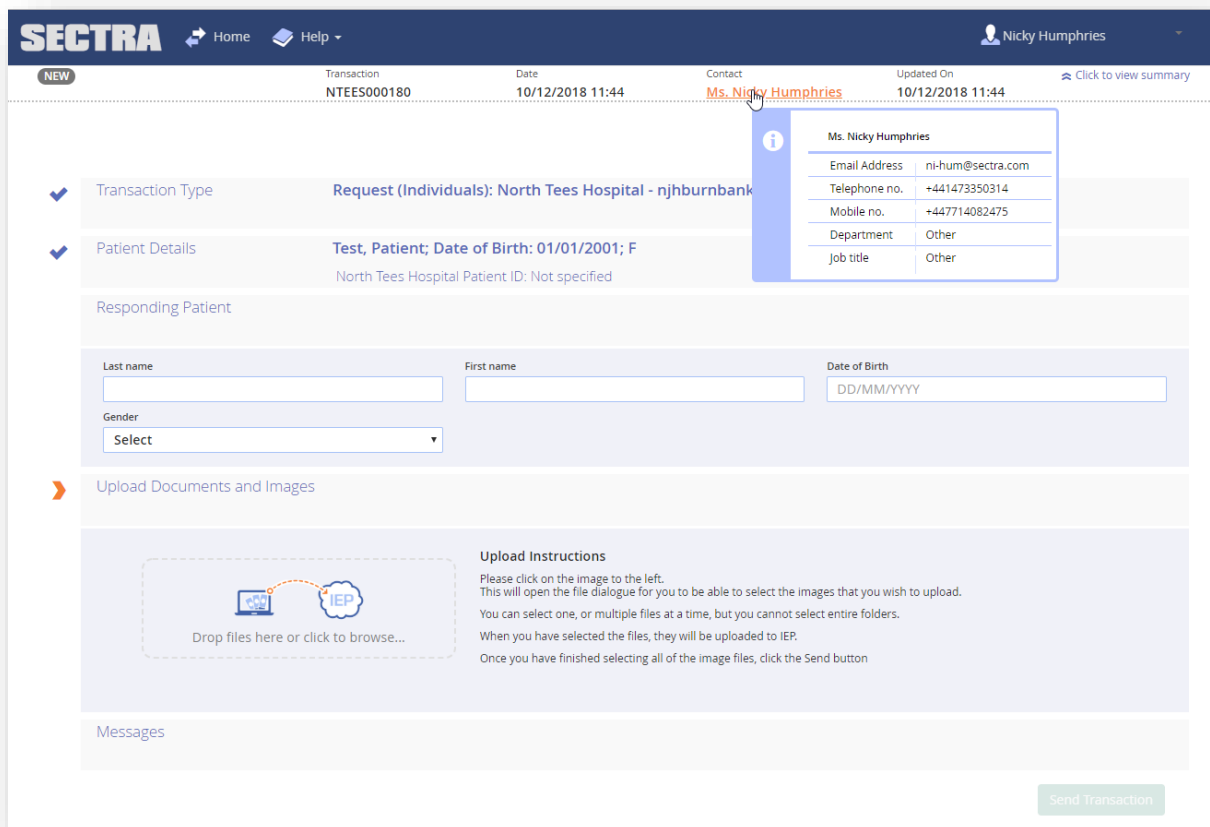 SECTRA Home Help Nicky Humphries
NEW
Transaction Date Contact Updated On Click to view summary
NTEES000180 10/12/2018 11:44 Ms. Nicky Humphries 10/12/2018 11:44
Ms. Nicky Humphries
Email Address ni-hum@sectra.com
Telephone no. +441473350314
Mobile no. +447714082475
Department Other
Job title Other
Transaction Type Request (Individuals): North Tees Hospital - njhburnbank
Patient Details Test, Patient; Date of Birth: 01/01/2001; F
North Tees Hospital Patient ID: Not specified
Responding Patient
Last name First name Date of Birth
DD/MM/YYYY
Gender
Select
Upload Documents and Images
IEP
Drop files here or click to browse...
Upload Instructions
Please click on the image to the left.
This will open the file dialogue for you to be able to select the images that you wish to upload.
You can select one, or multiple files at a time, but you cannot select entire folders.
When you have selected the files, they will be uploaded to IEP.
Once you have finished selecting all of the image files, click the Send button
Messages
Send Transaction